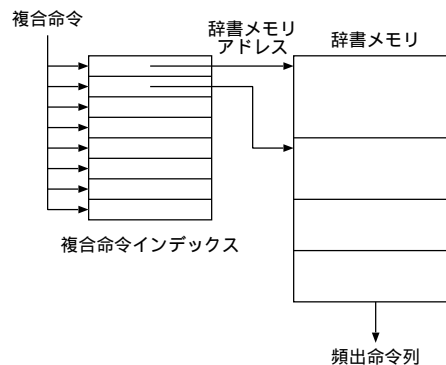 複合命令
辞書メモリ
アドレス
辞書メモリ
複合命令インデックス
頻出命令列